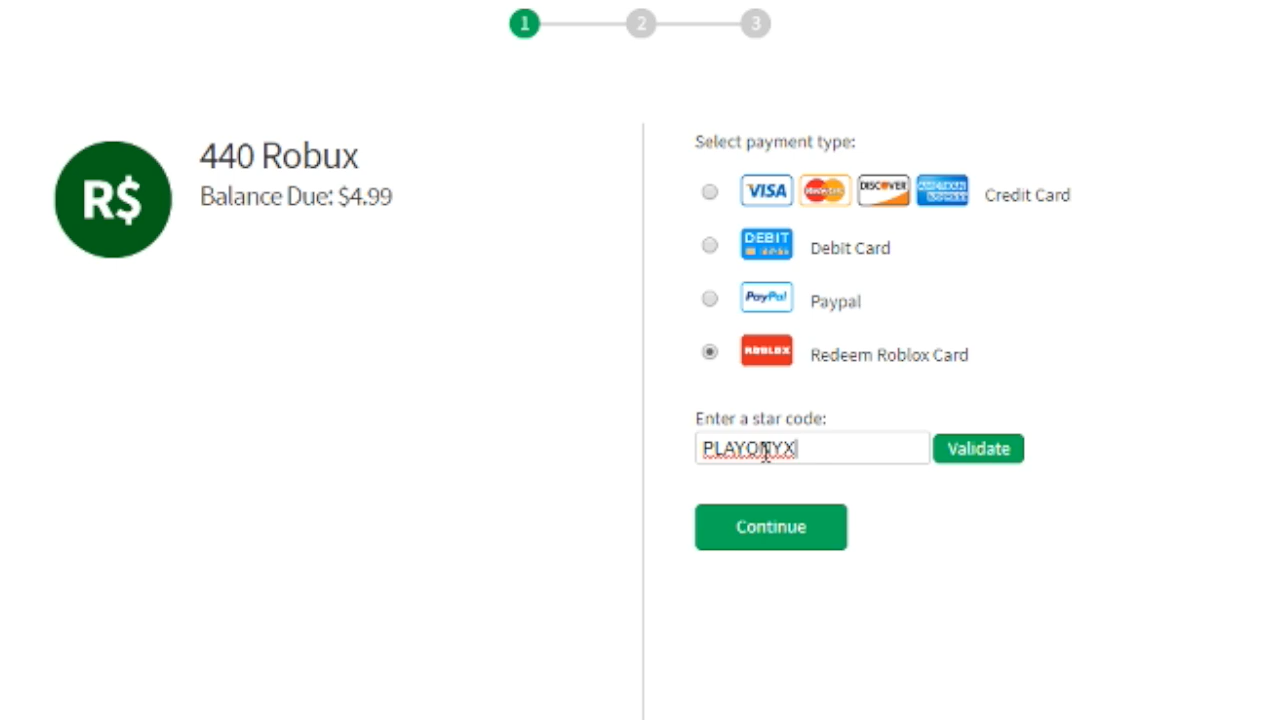 1 2 3
R$
440 Robux
Balance Due: $4.99
Select payment type:
VISA DISCOVER Credit Card
DEBIT Debit Card
PayPal Paypal
ROBLOX Redeem Roblox Card
Enter a star code:
PLAYONYX Validate
Continue